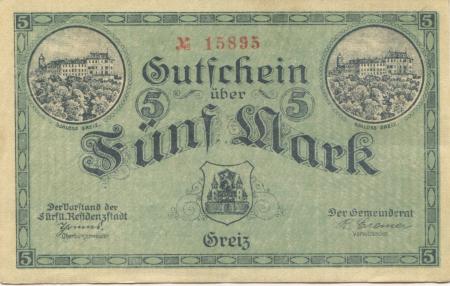 5 5
№ 15895
Gutschein
5 über 5
Fünf Mark
SCHLOSS GREIZ. SCHLOSS GREIZ.
Der Vorstand der
Fürstl. Residenzstadt
Oberbürgermeister
Der Gemeinderat
Vorsitzender
Greiz
5 5